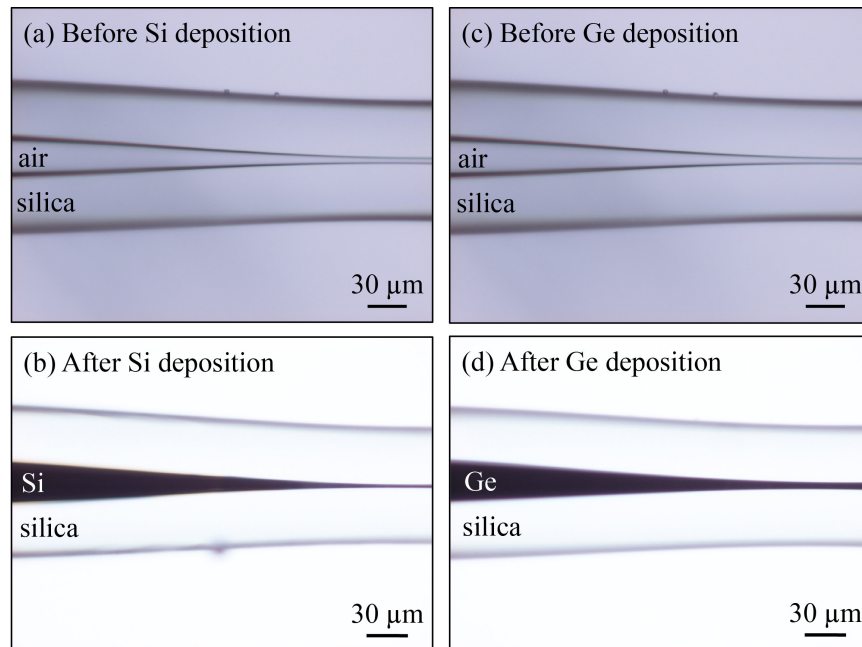 (a) Before Si deposition
air
silica
30 µm
(c) Before Ge deposition
air
silica
30 µm
(b) After Si deposition
Si
silica
30 µm
(d) After Ge deposition
Ge
silica
30 µm